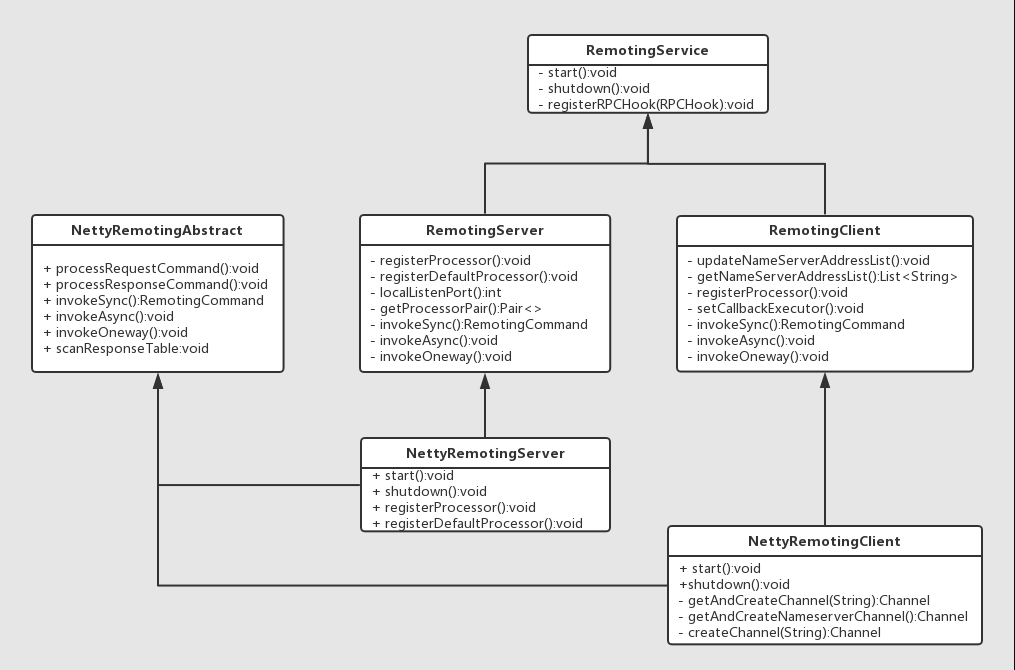 RemotingService
- start():void
- shutdown():void
- registerRPCHook(RPCHook):void
NettyRemotingAbstract
+ processRequestCommand():void
+ processResponseCommand():void
+ invokeSync():RemotingCommand
+ invokeAsync():void
+ invokeOneway():void
+ scanResponseTable:void
RemotingServer
- registerProcessor():void
- registerDefaultProcessor():void
- localListenPort():int
- getProcessorPair():Pair<>
- invokeSync():RemotingCommand
- invokeAsync():void
- invokeOneway():void
RemotingClient
- updateNameServerAddressList():void
- getNameServerAddressList():List<String>
- registerProcessor():void
- setCallbackExecutor():void
- invokeSync():RemotingCommand
- invokeAsync():void
- invokeOneway():void
NettyRemotingServer
+ start():void
+ shutdown():void
+ registerProcessor():void
+ registerDefaultProcessor():void
NettyRemotingClient
+ start():void
+shutdown():void
- getAndCreateChannel(String):Channel
- getAndCreateNameserverChannel():Channel
- createChannel(String):Channel